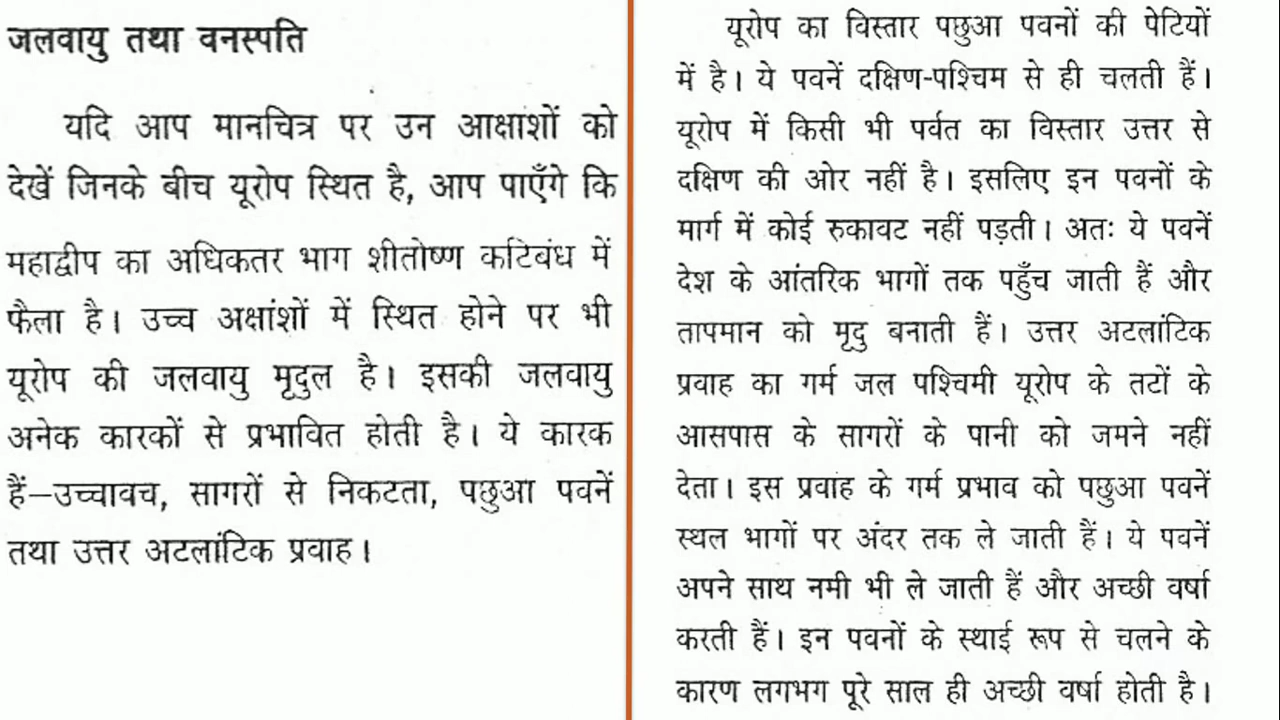 जलवायु तथा वनस्पति
यदि आप मानचित्र पर उन आक्षाशों को
देखें जिनके बीच यूरोप स्थित है, आप पाएँगे कि
महाद्वीप का अधिकतर भाग शीतोष्ण कटिबंध में
फैला है। उच्च अक्षांशों में स्थित होने पर भी
यूरोप की जलवायु मृदुल है। इसकी जलवायु
अनेक कारकों से प्रभावित होती है। ये कारक
हैं—उच्चावच, सागरों से निकटता, पछुआ पवनें
तथा उत्तर अटलांटिक प्रवाह।
यूरोप का विस्तार पछुआ पवनों की पेटियों
में है। ये पवनें दक्षिण-पश्चिम से ही चलती हैं।
यूरोप में किसी भी पर्वत का विस्तार उत्तर से
दक्षिण की ओर नहीं है। इसलिए इन पवनों के
मार्ग में कोई रुकावट नहीं पड़ती। अतः ये पवनें
देश के आंतरिक भागों तक पहुँच जाती हैं और
तापमान को मृदु बनाती हैं। उत्तर अटलांटिक
प्रवाह का गर्म जल पश्चिमी यूरोप के तटों के
आसपास के सागरों के पानी को जमने नहीं
देता। इस प्रवाह के गर्म प्रभाव को पछुआ पवनें
स्थल भागों पर अंदर तक ले जाती हैं। ये पवनें
अपने साथ नमी भी ले जाती हैं और अच्छी वर्षा
करती हैं। इन पवनों के स्थाई रूप से चलने के
कारण लगभग पूरे साल ही अच्छी वर्षा होती है।